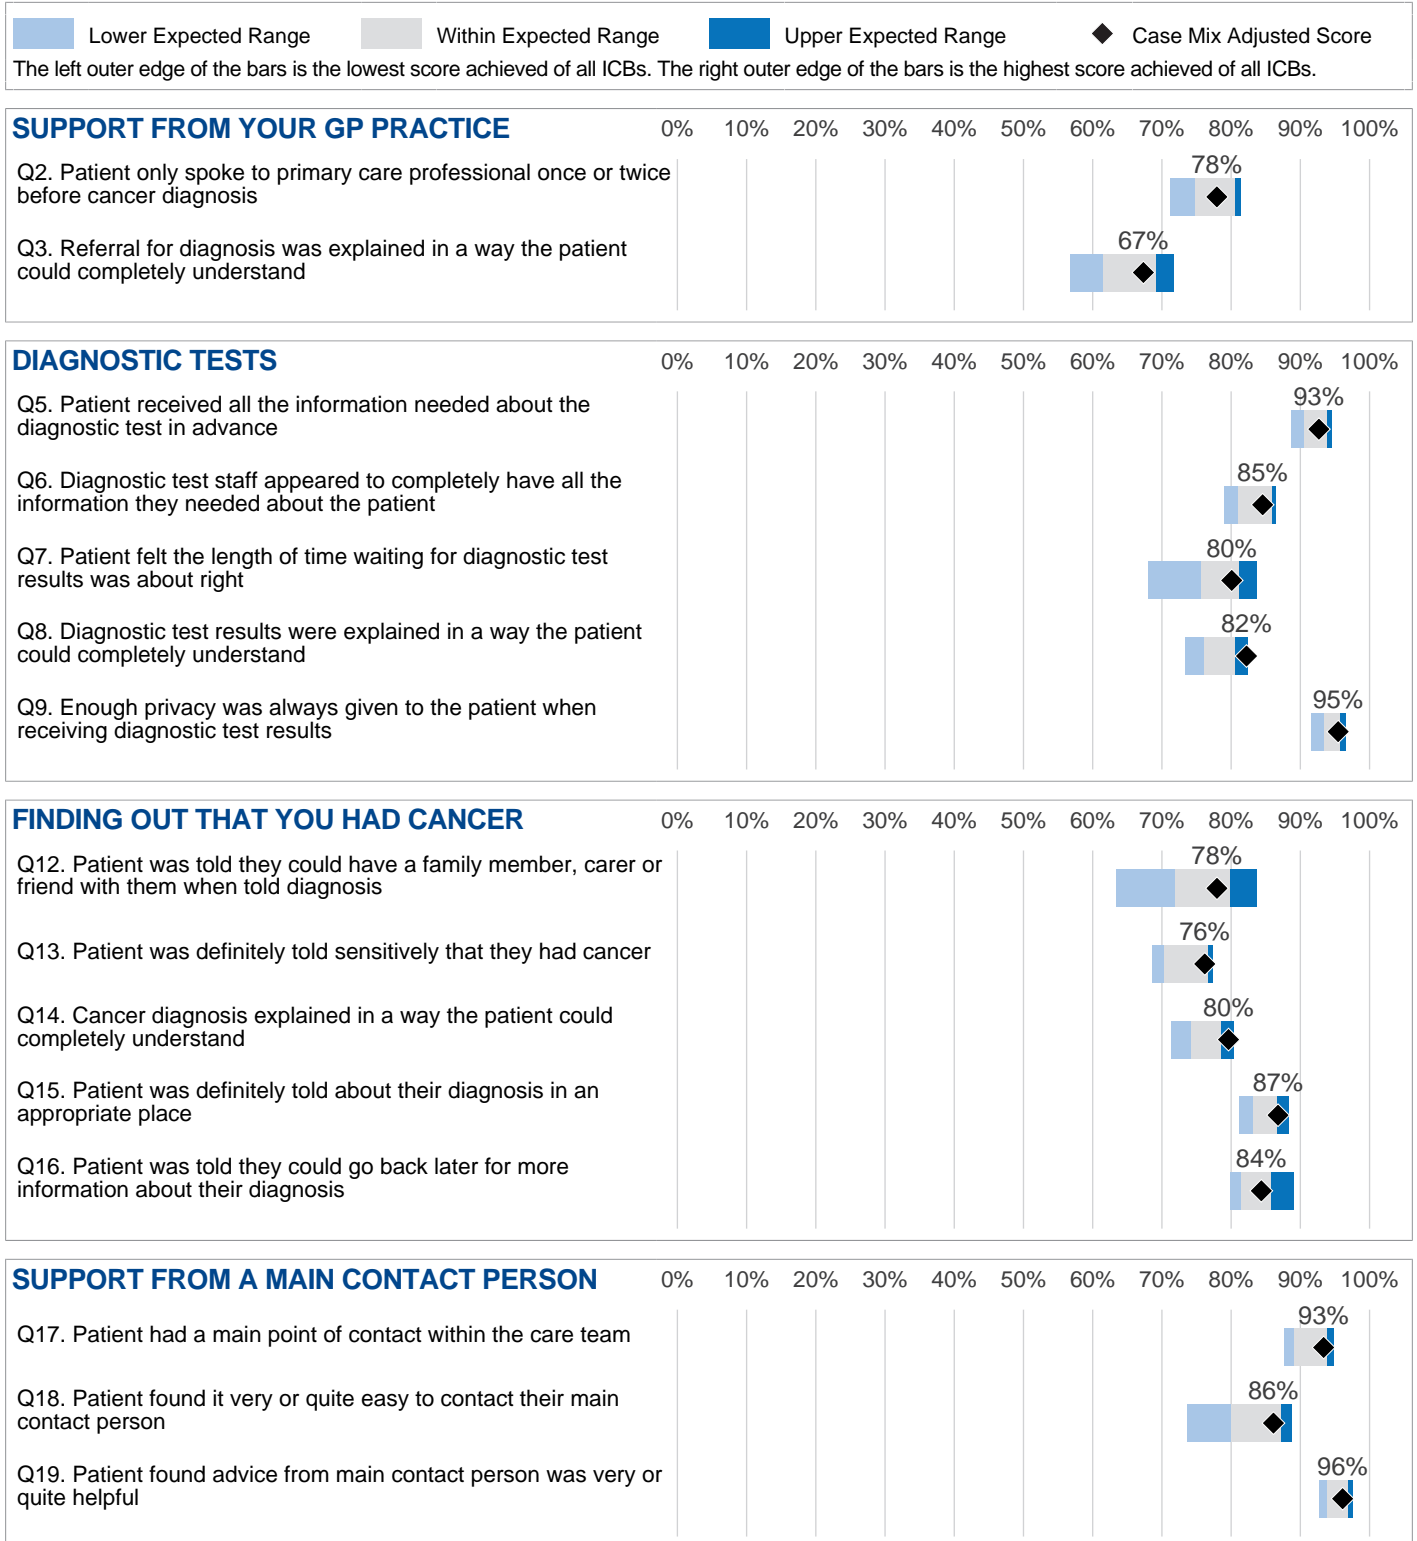 Lower Expected Range Within Expected Range Upper Expected Range Case Mix Adjusted Score
The left outer edge of the bars is the lowest score achieved of all ICBs. The right outer edge of the bars is the highest score achieved of all ICBs.
SUPPORT FROM YOUR GP PRACTICE 0% 10% 20% 30% 40% 50% 60% 70% 80% 90% 100%
78%
Q2. Patient only spoke to primary care professional once or twice
before cancer diagnosis
67%
Q3. Referral for diagnosis was explained in a way the patient
could completely understand
DIAGNOSTIC TESTS 0% 10% 20% 30% 40% 50% 60% 70% 80% 90% 100%
93%
Q5. Patient received all the information needed about the
diagnostic test in advance
85%
Q6. Diagnostic test staff appeared to completely have all the
information they needed about the patient
80%
Q7. Patient felt the length of time waiting for diagnostic test
results was about right
82%
Q8. Diagnostic test results were explained in a way the patient
could completely understand
95%
Q9. Enough privacy was always given to the patient when
receiving diagnostic test results
FINDING OUT THAT YOU HAD CANCER 0% 10% 20% 30% 40% 50% 60% 70% 80% 90% 100%
78%
Q12. Patient was told they could have a family member, carer or
friend with them when told diagnosis
76%
Q13. Patient was definitely told sensitively that they had cancer
80%
Q14. Cancer diagnosis explained in a way the patient could
completely understand
87%
Q15. Patient was definitely told about their diagnosis in an
appropriate place
84%
Q16. Patient was told they could go back later for more
information about their diagnosis
SUPPORT FROM A MAIN CONTACT PERSON 0% 10% 20% 30% 40% 50% 60% 70% 80% 90% 100%
93%
Q17. Patient had a main point of contact within the care team
86%
Q18. Patient found it very or quite easy to contact their main
contact person
96%
Q19. Patient found advice from main contact person was very or
quite helpful